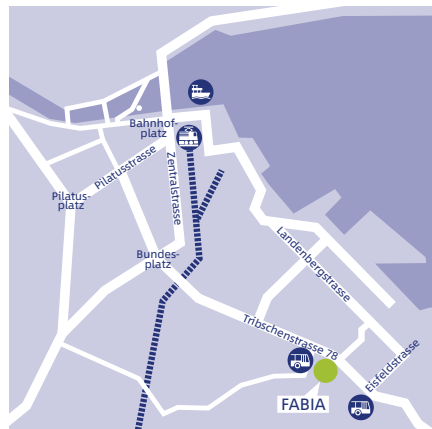 Bahnhof-
platz
Pilatusstrasse
Zentralstrasse
Pilatus-
platz
Bundes-
platz
Landenbergstrasse
Tribschenstrasse 78
Eisfeldstrasse
FABIA